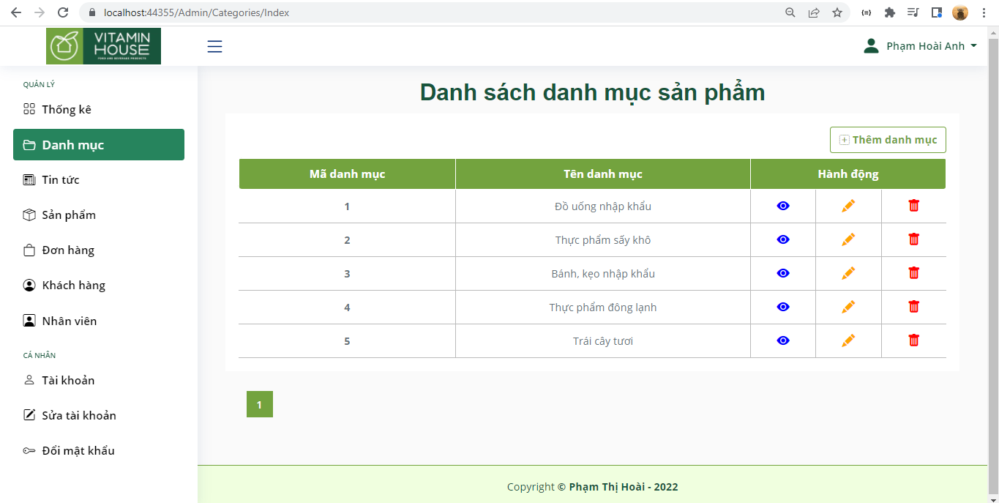 localhost:44355/Admin/Categories/Index
VITAMIN
HOUSE
FOOD AND BEVERAGE PRODUCTS
Phạm Hoài Anh
QUẢN LÝ
Thống kê
Danh mục
Tin tức
Sản phẩm
Đơn hàng
Khách hàng
Nhân viên
CÁ NHÂN
Tài khoản
Sửa tài khoản
Đổi mật khẩu
Danh sách danh mục sản phẩm
Thêm danh mục
Mã danh mục Tên danh mục Hành động
1 Đồ uống nhập khẩu
2 Thực phẩm sấy khô
3 Bánh, kẹo nhập khẩu
4 Thực phẩm đông lạnh
5 Trái cây tươi
1
Copyright © Phạm Thị Hoài - 2022